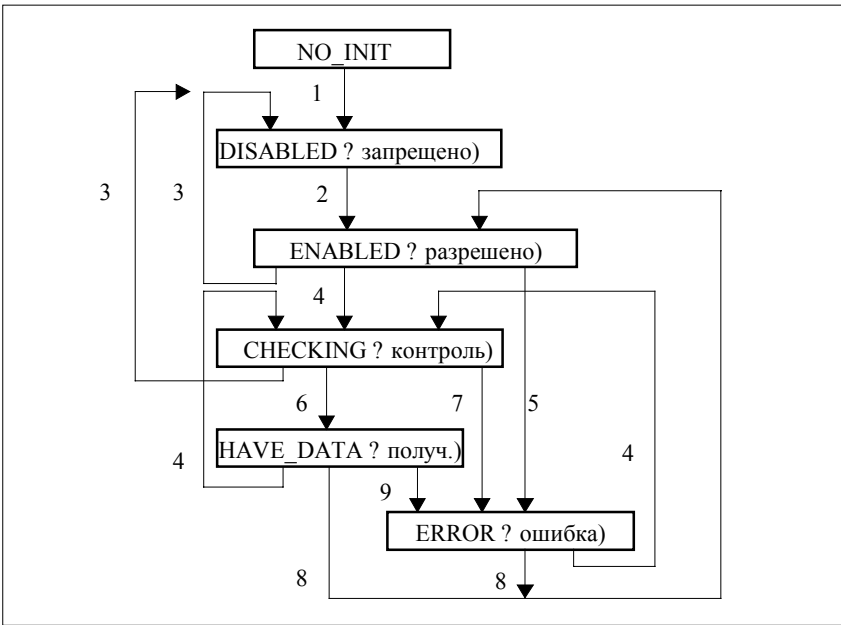 NO_INIT
1
DISABLED ? запрещено)
3
3
2
ENABLED ? разрешено)
4
CHECKING ? контроль)
6
7
5
HAVE_DATA ? получ.)
4
4
9
ERROR ? ошибка)
8
8